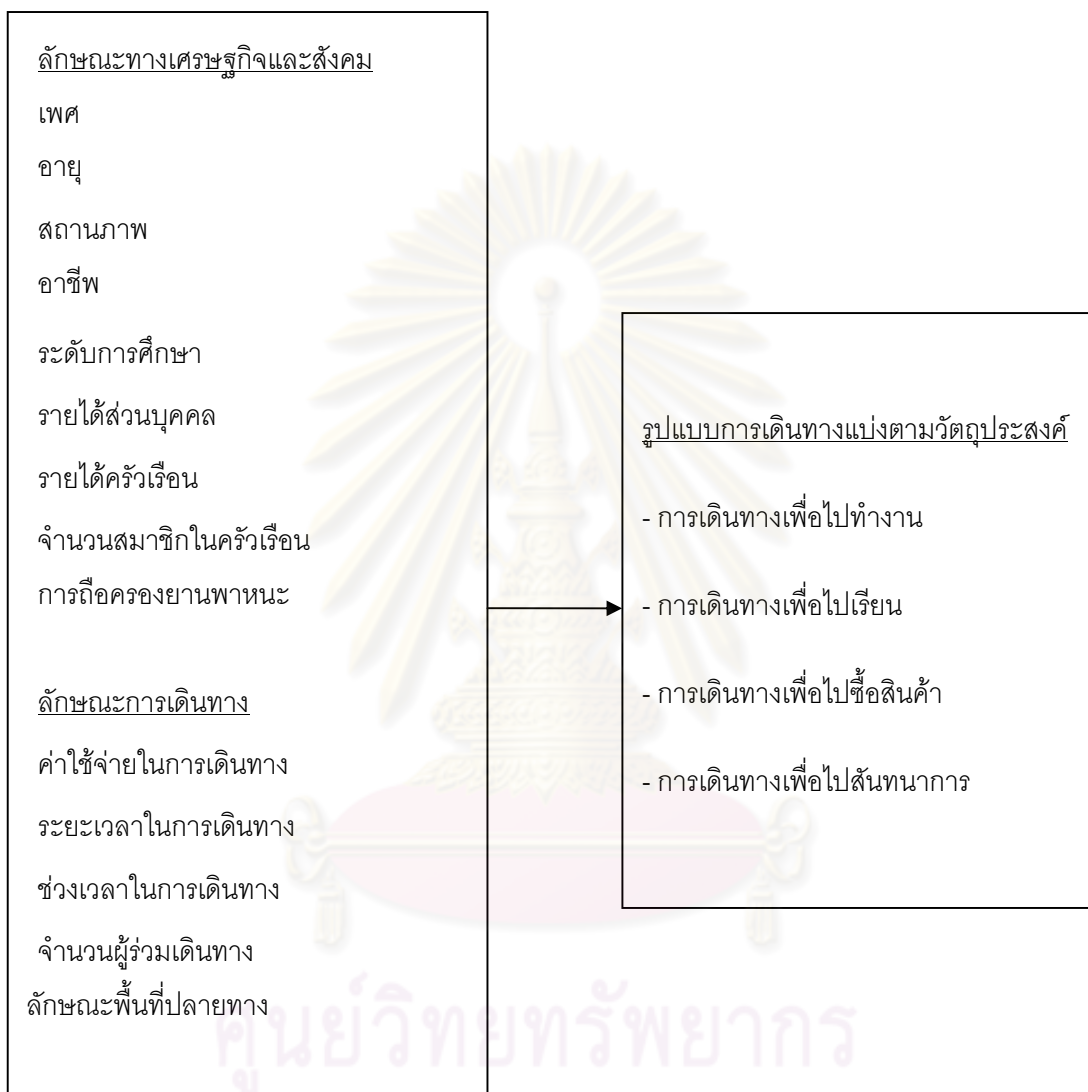 ลักษณะทางเศรษฐกิจและสังคม
เพศ
อายุ
สถานภาพ
อาชีพ
ระดับการศึกษา
รายได้ส่วนบุคคล
รายได้ครัวเรือน
จำนวนสมาชิกในครัวเรือน
การถือครองยานพาหนะ
ลักษณะการเดินทาง
ค่าใช้จ่ายในการเดินทาง
ระยะเวลาในการเดินทาง
ช่วงเวลาในการเดินทาง
จำนวนผู้ร่วมเดินทาง
ลักษณะพื้นที่ปลายทาง
รูปแบบการเดินทางแบ่งตามวัตถุประสงค์
- การเดินทางเพื่อไปทำงาน
- การเดินทางเพื่อไปเรียน
- การเดินทางเพื่อไปซื้อสินค้า
- การเดินทางเพื่อไปสันทนาการ
ศูนย์วิทยทรัพยากร